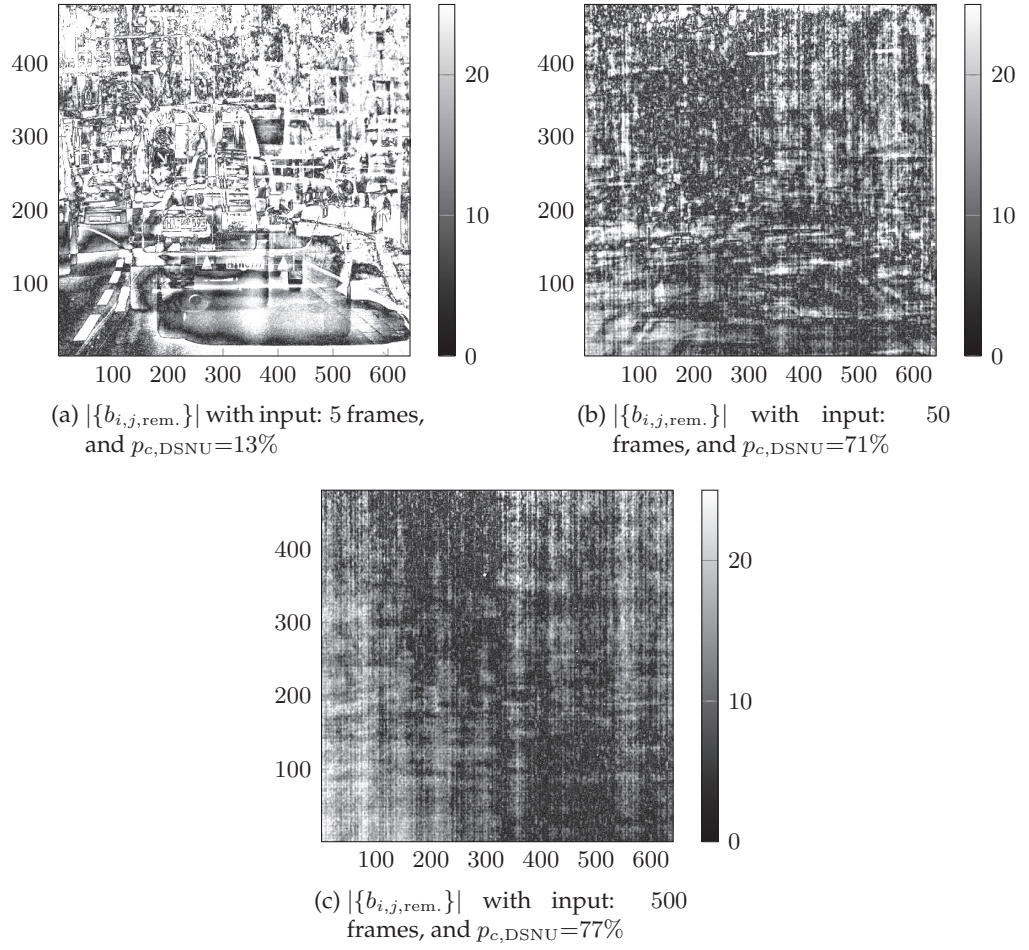 400
300
200
100
100 200 300 400 500 600
20
10
0
(a) |{b_{i,j,rem.}}| with input: 5 frames,
and p_{c,DSNU}=13%
400
300
200
100
100 200 300 400 500 600
20
10
0
(b) |{b_{i,j,rem.}}| with input: 50
frames, and p_{c,DSNU}=71%
400
300
200
100
100 200 300 400 500 600
20
10
0
(c) |{b_{i,j,rem.}}| with input: 500
frames, and p_{c,DSNU}=77%